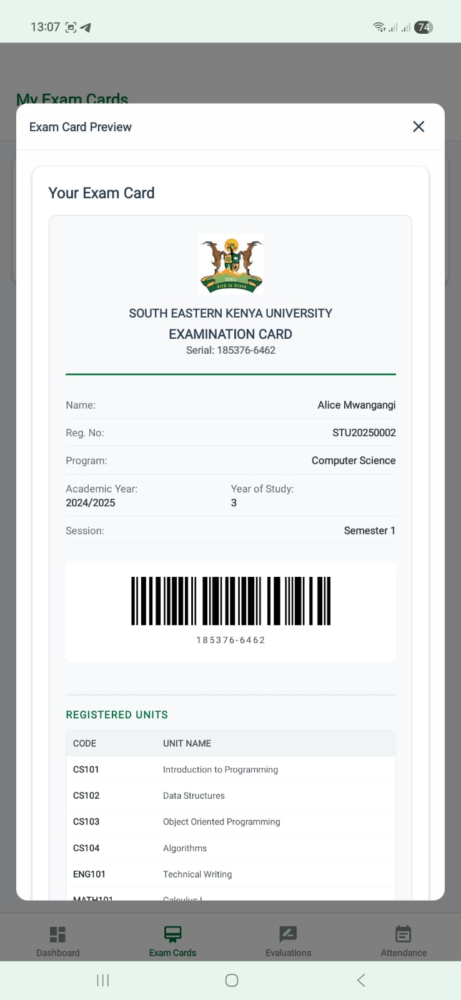 13:07
74
My Exam Cards
Exam Card Preview
Your Exam Card
SEKU
Arid to Green
SOUTH EASTERN KENYA UNIVERSITY
EXAMINATION CARD
Serial: 185376-6462
Name: Alice Mwangangi
Reg. No: STU20250002
Program: Computer Science
Academic Year: Year of Study:
2024/2025 3
Session: Semester 1
185376-6462
REGISTERED UNITS
CODE UNIT NAME
CS101 Introduction to Programming
CS102 Data Structures
CS103 Object Oriented Programming
CS104 Algorithms
ENG101 Technical Writing
MATH101 Calculus I
Dashboard Exam Cards Evaluations Attendance